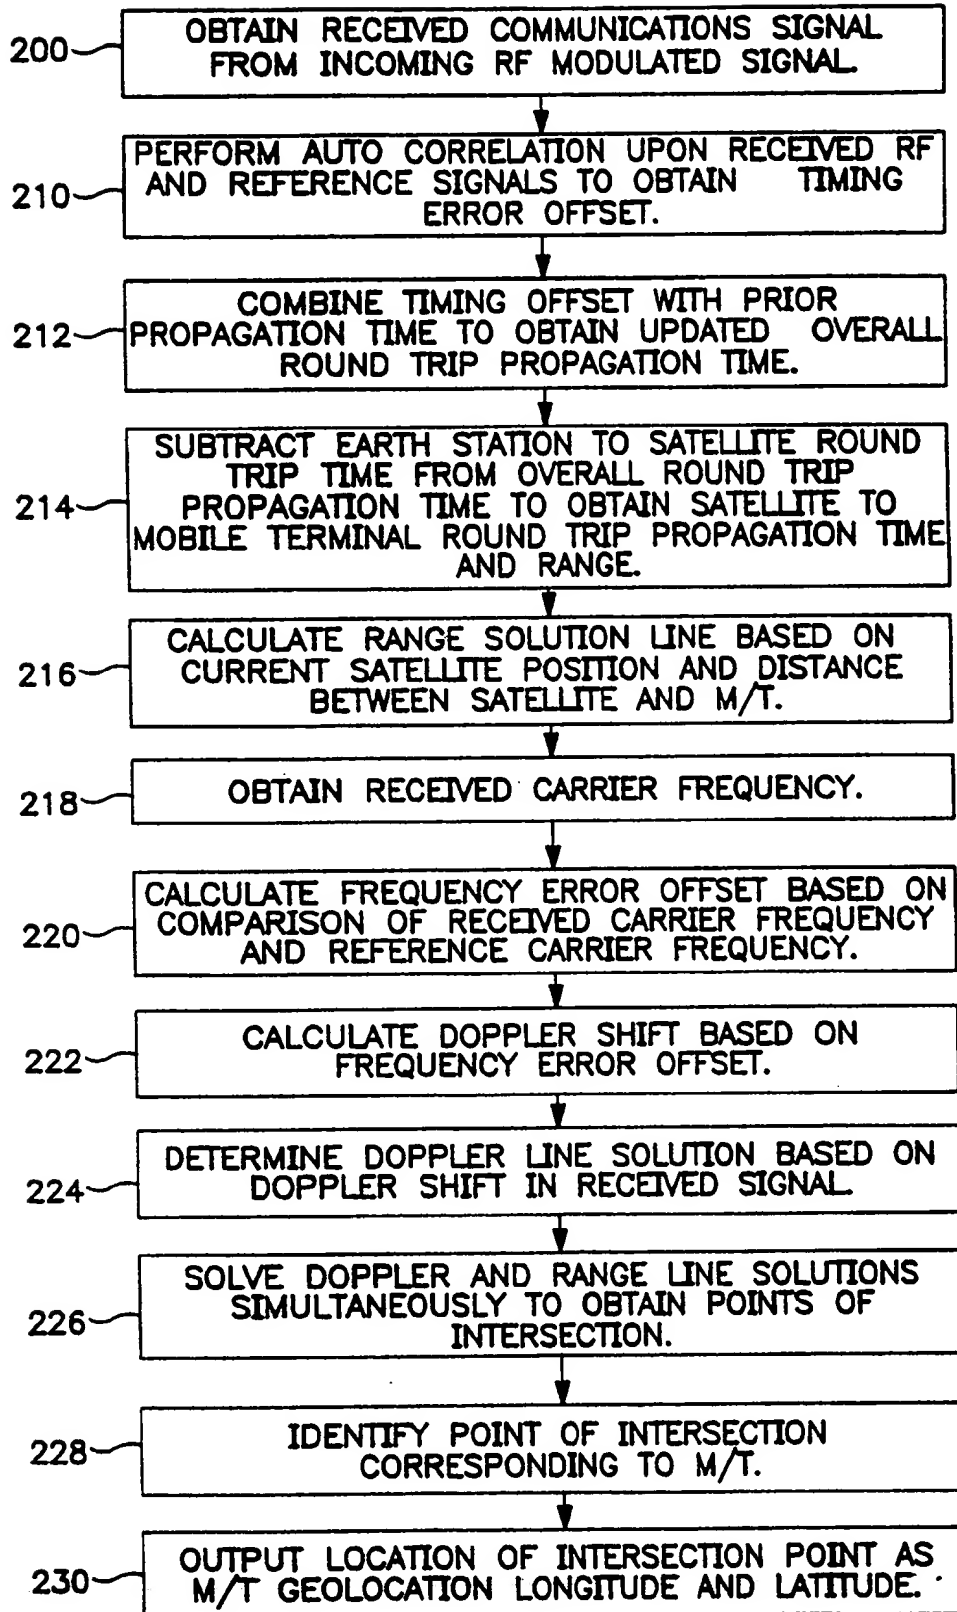 200
OBTAIN RECEIVED COMMUNICATIONS SIGNAL
FROM INCOMING RF MODULATED SIGNAL.
210
PERFORM AUTO CORRELATION UPON RECEIVED RF
AND REFERENCE SIGNALS TO OBTAIN TIMING
ERROR OFFSET.
212
COMBINE TIMING OFFSET WITH PRIOR
PROPAGATION TIME TO OBTAIN UPDATED OVERALL
ROUND TRIP PROPAGATION TIME.
214
SUBTRACT EARTH STATION TO SATELLITE ROUND
TRIP TIME FROM OVERALL ROUND TRIP
PROPAGATION TIME TO OBTAIN SATELLITE TO
MOBILE TERMINAL ROUND TRIP PROPAGATION TIME
AND RANGE.
216
CALCULATE RANGE SOLUTION LINE BASED ON
CURRENT SATELLITE POSITION AND DISTANCE
BETWEEN SATELLITE AND M/T.
218
OBTAIN RECEIVED CARRIER FREQUENCY.
220
CALCULATE FREQUENCY ERROR OFFSET BASED ON
COMPARISON OF RECEIVED CARRIER FREQUENCY
AND REFERENCE CARRIER FREQUENCY.
222
CALCULATE DOPPLER SHIFT BASED ON
FREQUENCY ERROR OFFSET.
224
DETERMINE DOPPLER LINE SOLUTION BASED ON
DOPPLER SHIFT IN RECEIVED SIGNAL.
226
SOLVE DOPPLER AND RANGE LINE SOLUTIONS
SIMULTANEOUSLY TO OBTAIN POINTS OF
INTERSECTION.
228
IDENTIFY POINT OF INTERSECTION
CORRESPONDING TO M/T.
230
OUTPUT LOCATION OF INTERSECTION POINT AS
M/T GEOLOCATION LONGITUDE AND LATITUDE.